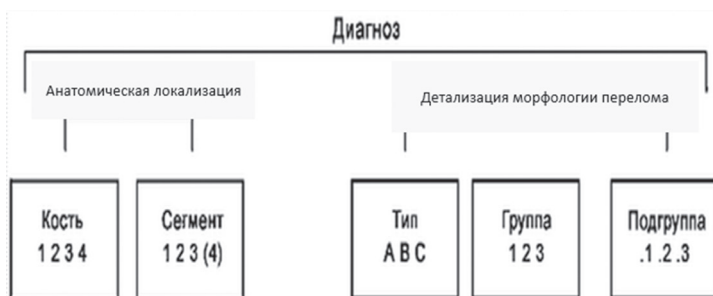 Диагноз
Анатомическая локализация
Детализация морфологии перелома
Кость
1 2 3 4
Сегмент
1 2 3 (4)
Тип
А В С
Группа
1 2 3
Подгруппа
.1 .2 .3